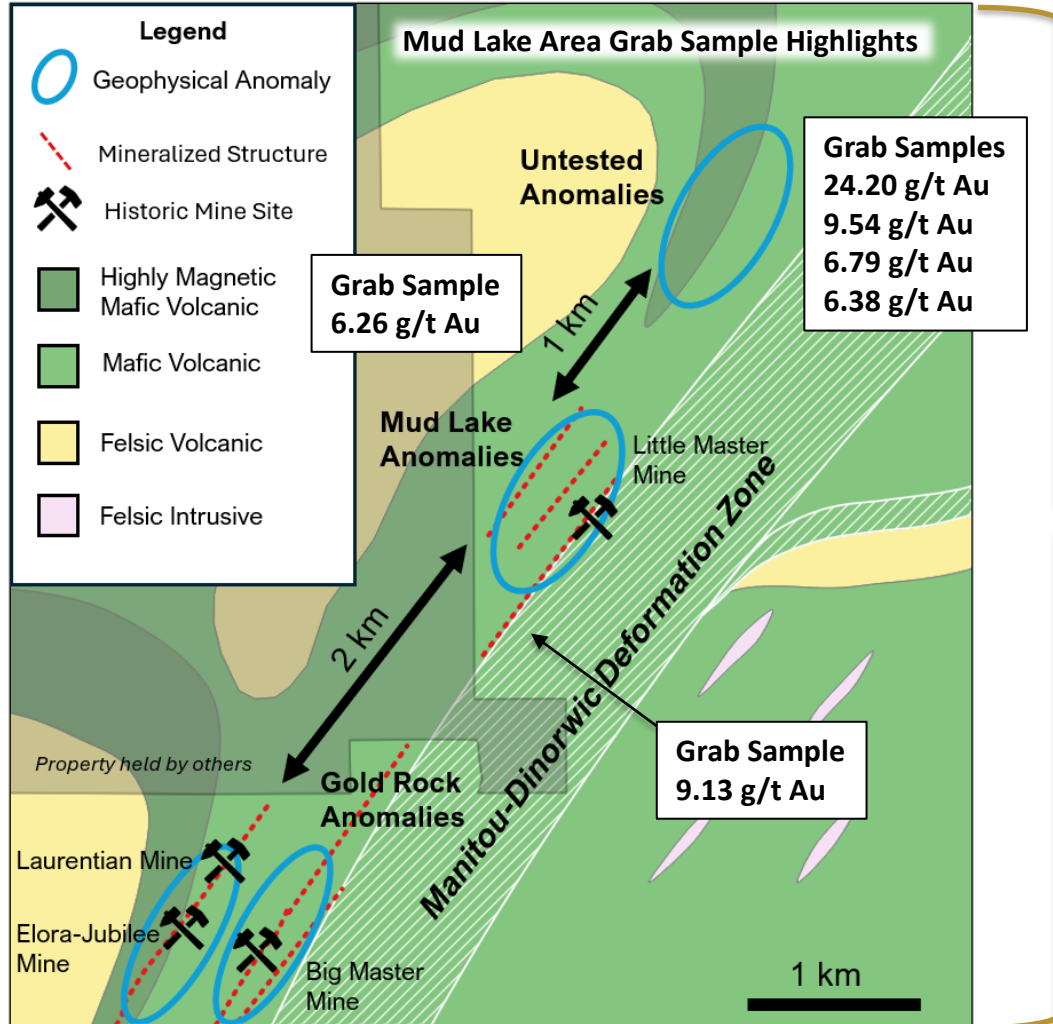 Mud Lake Area Grab Sample Highlights
Legend
Geophysical Anomaly
Mineralized Structure
Historic Mine Site
Highly Magnetic
Mafic Volcanic
Mafic Volcanic
Felsic Volcanic
Felsic Intrusive
Untested
Anomalies
Grab Samples
24.20 g/t Au
9.54 g/t Au
6.79 g/t Au
6.38 g/t Au
Grab Sample
6.26 g/t Au
1 km
Mud Lake
Anomalies
Little Master
Mine
2 km
Manitou-Dinorwic Deformation Zone
Grab Sample
9.13 g/t Au
Property held by others
Gold Rock
Anomalies
Laurentian Mine
Elora-Jubilee
Mine
Big Master
Mine
1 km